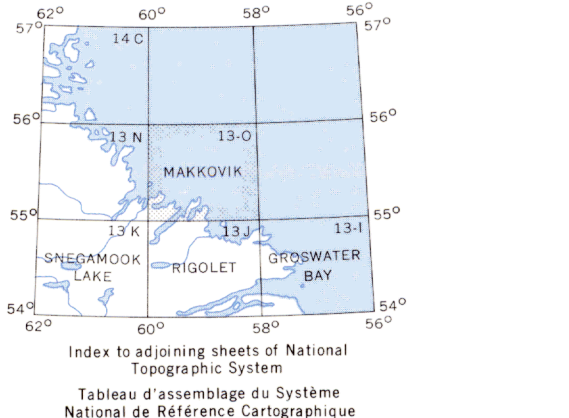 62° 60° 58° 56°
57° 57°
14 C
56° 56°
13 N 13-O
MAKKOVIK
55° 55°
13 K 13 J 13-I
SNEGAMOOK LAKE RIGOLET GROSWATER BAY
54° 54°
62° 60° 58° 56°
Index to adjoining sheets of National
Topographic System
Tableau d'assemblage du Système
National de Référence Cartographique